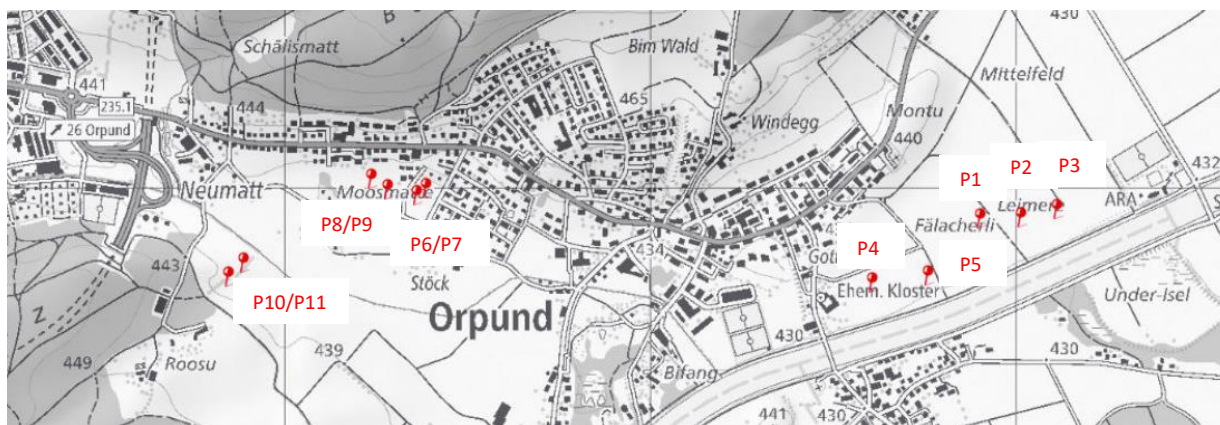 430
B
Schälismatt
Bim Wald
Mittelfeld
441
235.1
444
465
Montu
26 Orpund
Windegg
440
P1
P2
P3
432
Neumatt
Moosmatte
Leimere
ARA
S
P8/P9
P6/P7
Fälacherli
434
P4
P5
443
Gott
Stöck
Ehem. Kloster
P10/P11
Under-Isel
Orpund
Z
439
430
449
Roosu
Bifang
430
441
430